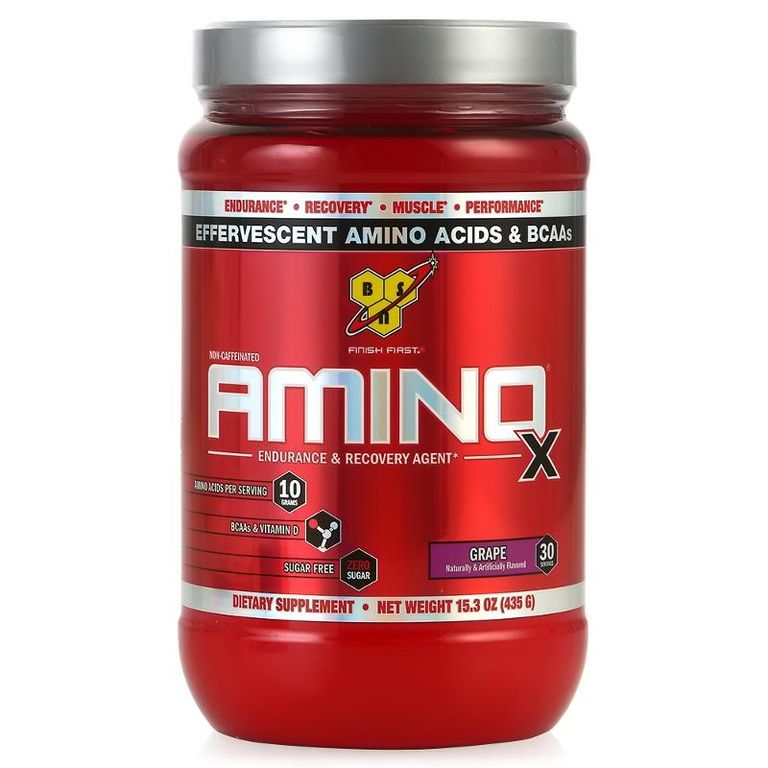 ENDURANCE* • RECOVERY* • MUSCLE* • PERFORMANCE*
EFFERVESCENT AMINO ACIDS & BCAAs
B S
n
FINISH FIRST.®
NON-CAFFEINATED
AMINO®
X
ENDURANCE & RECOVERY AGENT*
AMINO ACIDS PER SERVING 10 GRAMS
BCAAs & VITAMIN D
SUGAR FREE ZERO SUGAR
GRAPE
Naturally & Artificially Flavored
30 SERVINGS
DIETARY SUPPLEMENT • NET WEIGHT 15.3 OZ (435 G)